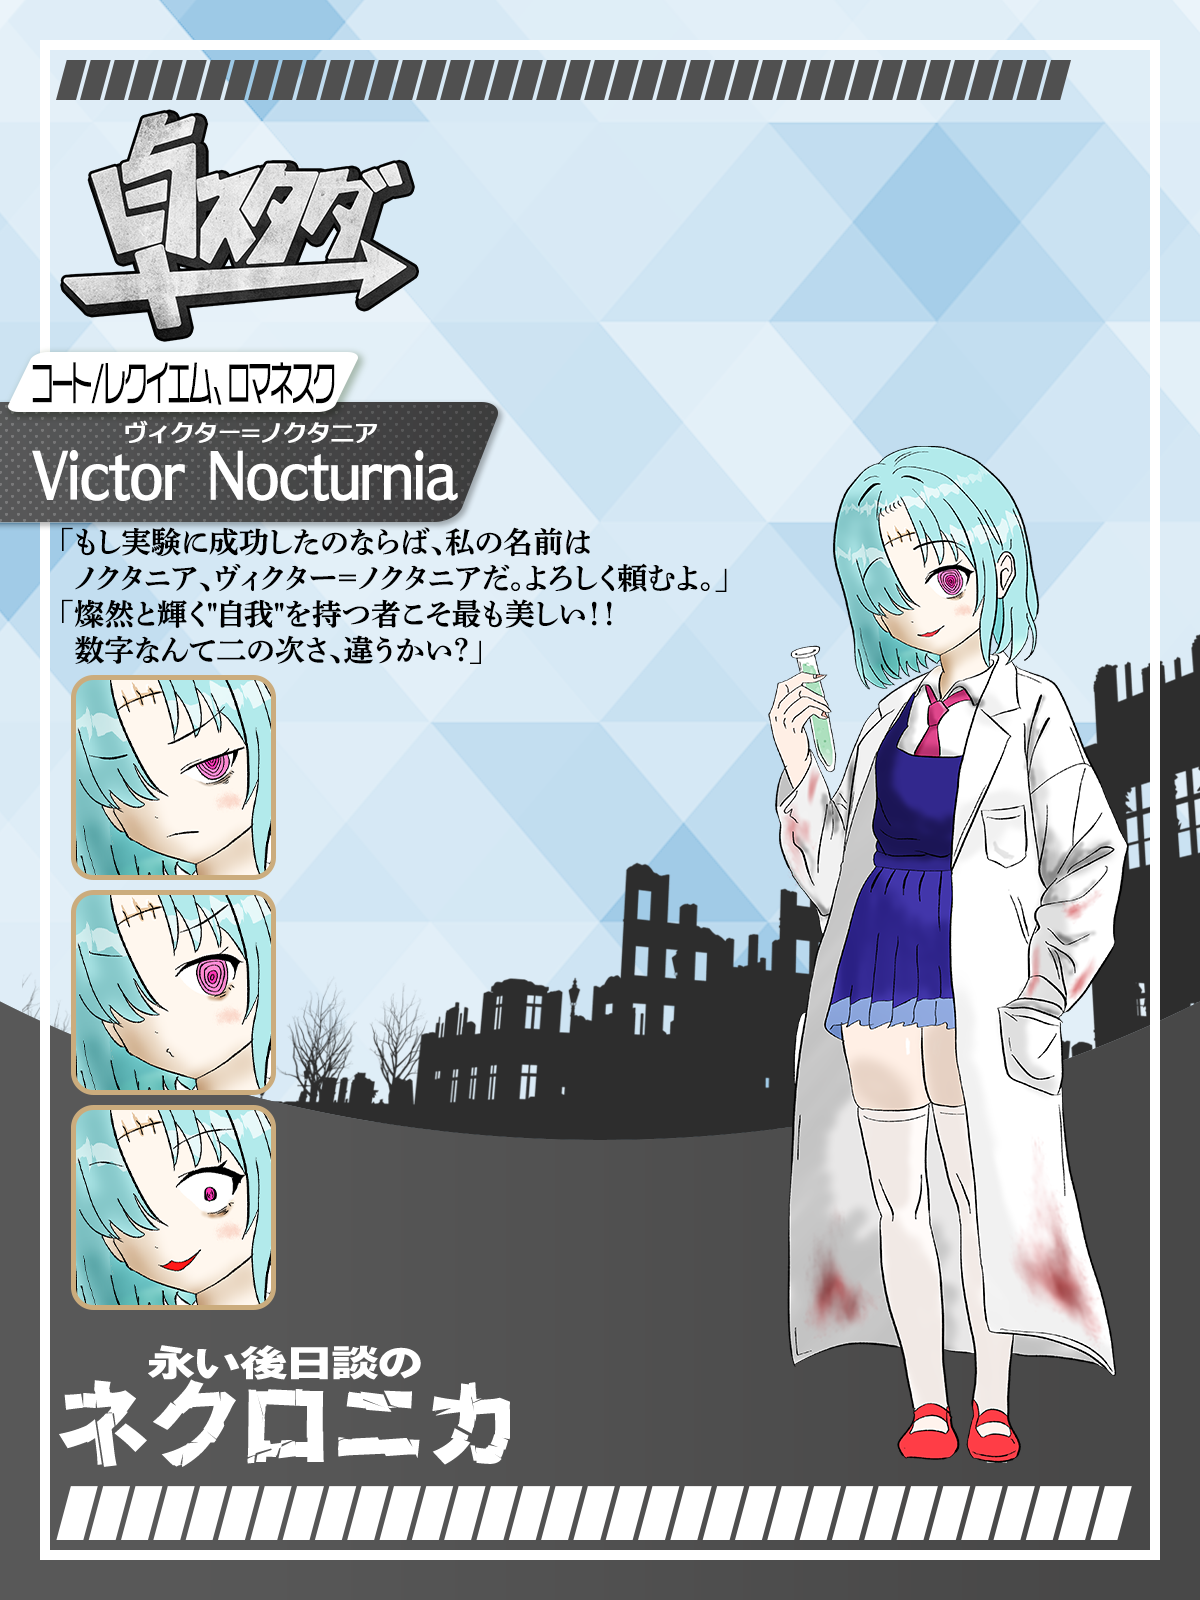 卓スタダ
コート/レクイエム、ロマネスク
ヴィクター=ノクタニア
Victor Nocturnia
「もし実験に成功したのならば、私の名前は
ノクタニア、ヴィクター=ノクタニアだ。よろしく頼むよ。」
「燦然と輝く"自我"を持つ者こそ最も美しい!!
数字なんて二の次さ、違うかい?」
永い後日談の
ネクロニカ